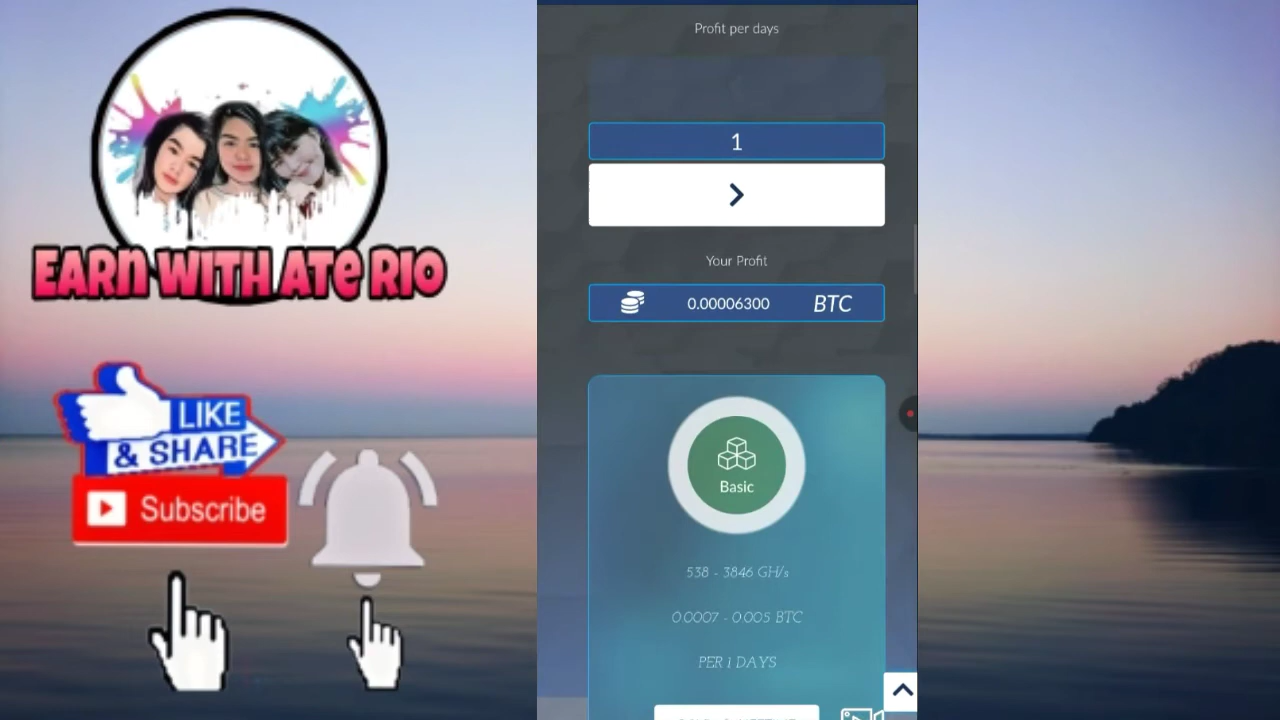 EARN WITH ATE RIO
LIKE
& SHARE
Subscribe
Profit per days
1
Your Profit
0.00006300 BTC
Basic
538 - 3846 GH/s
0.0007 - 0.005 BTC
PER 1 DAYS